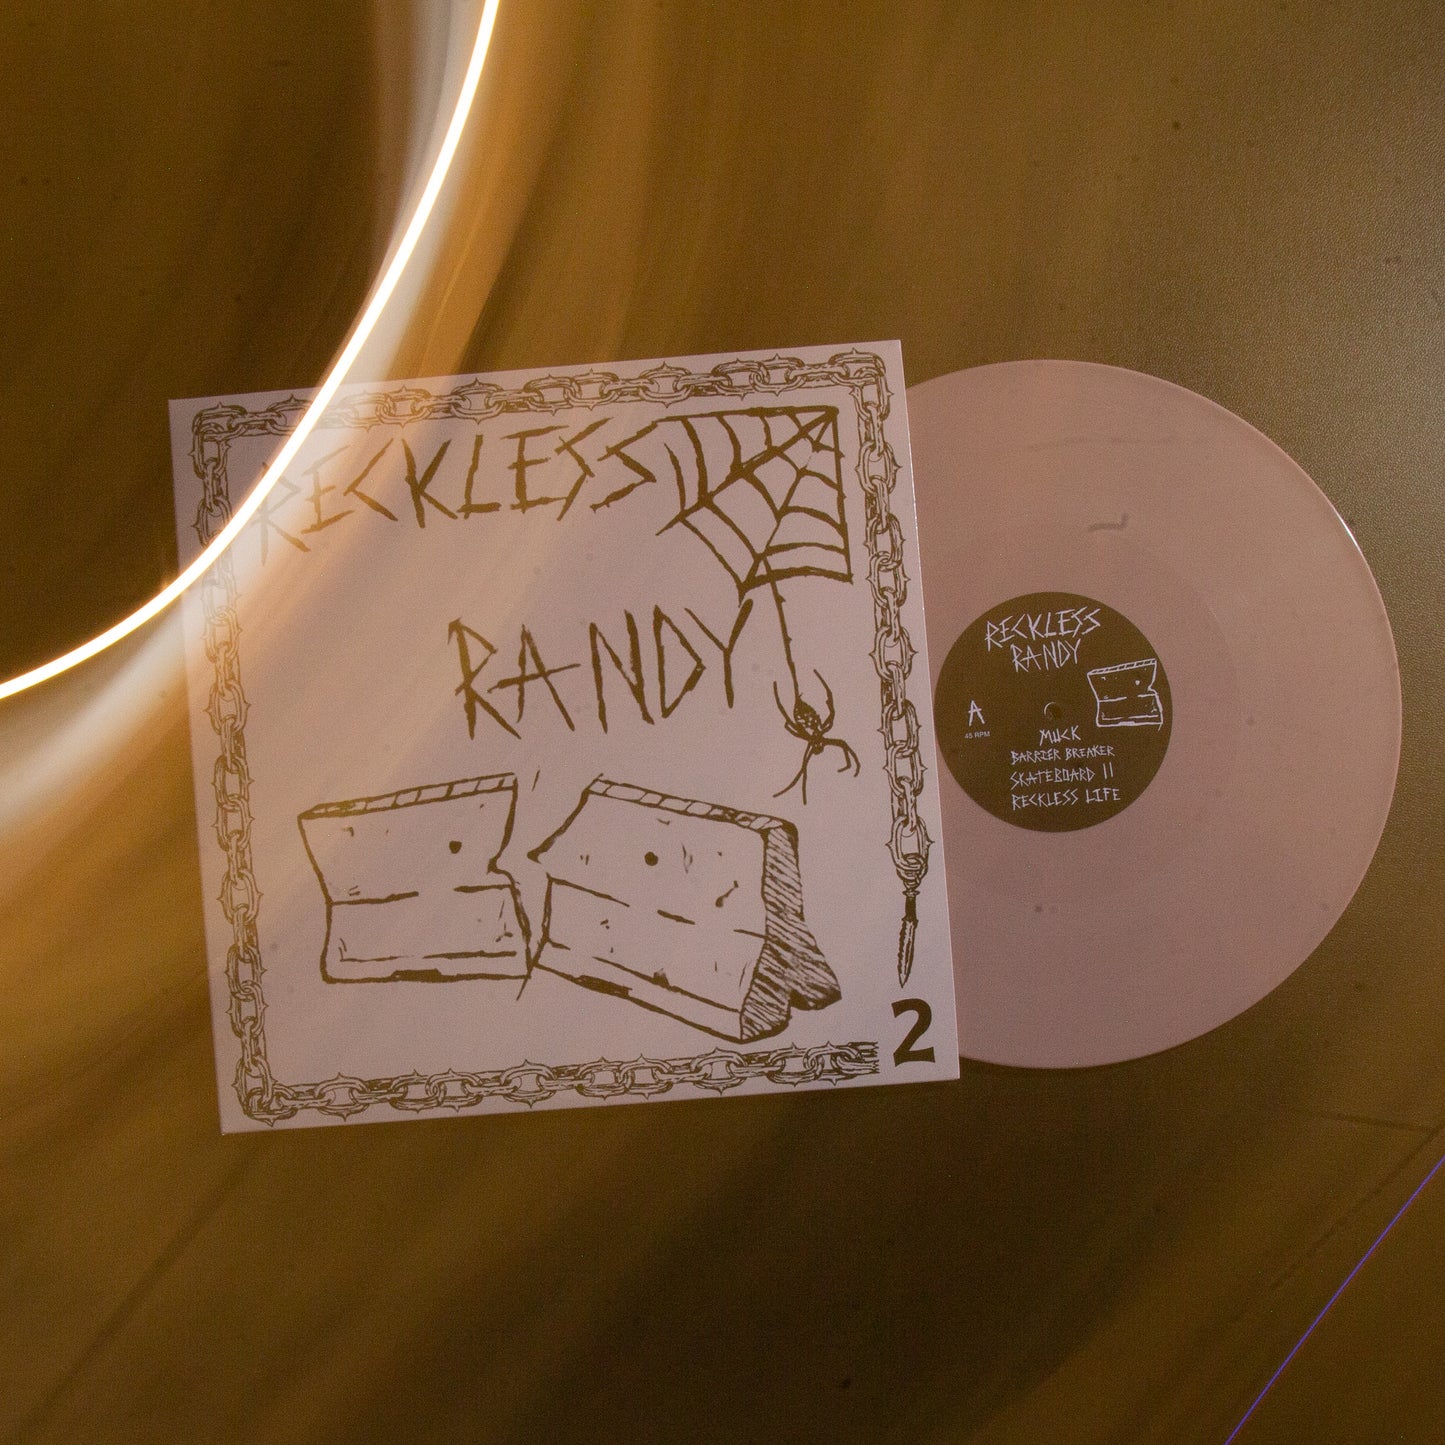 RECKLESS
RANDY
2
RECKLESS
RANDY
A
45 RPM
MUCK
BARRIER BREAKER
SKATEBOARD II
RECKLESS LIFE